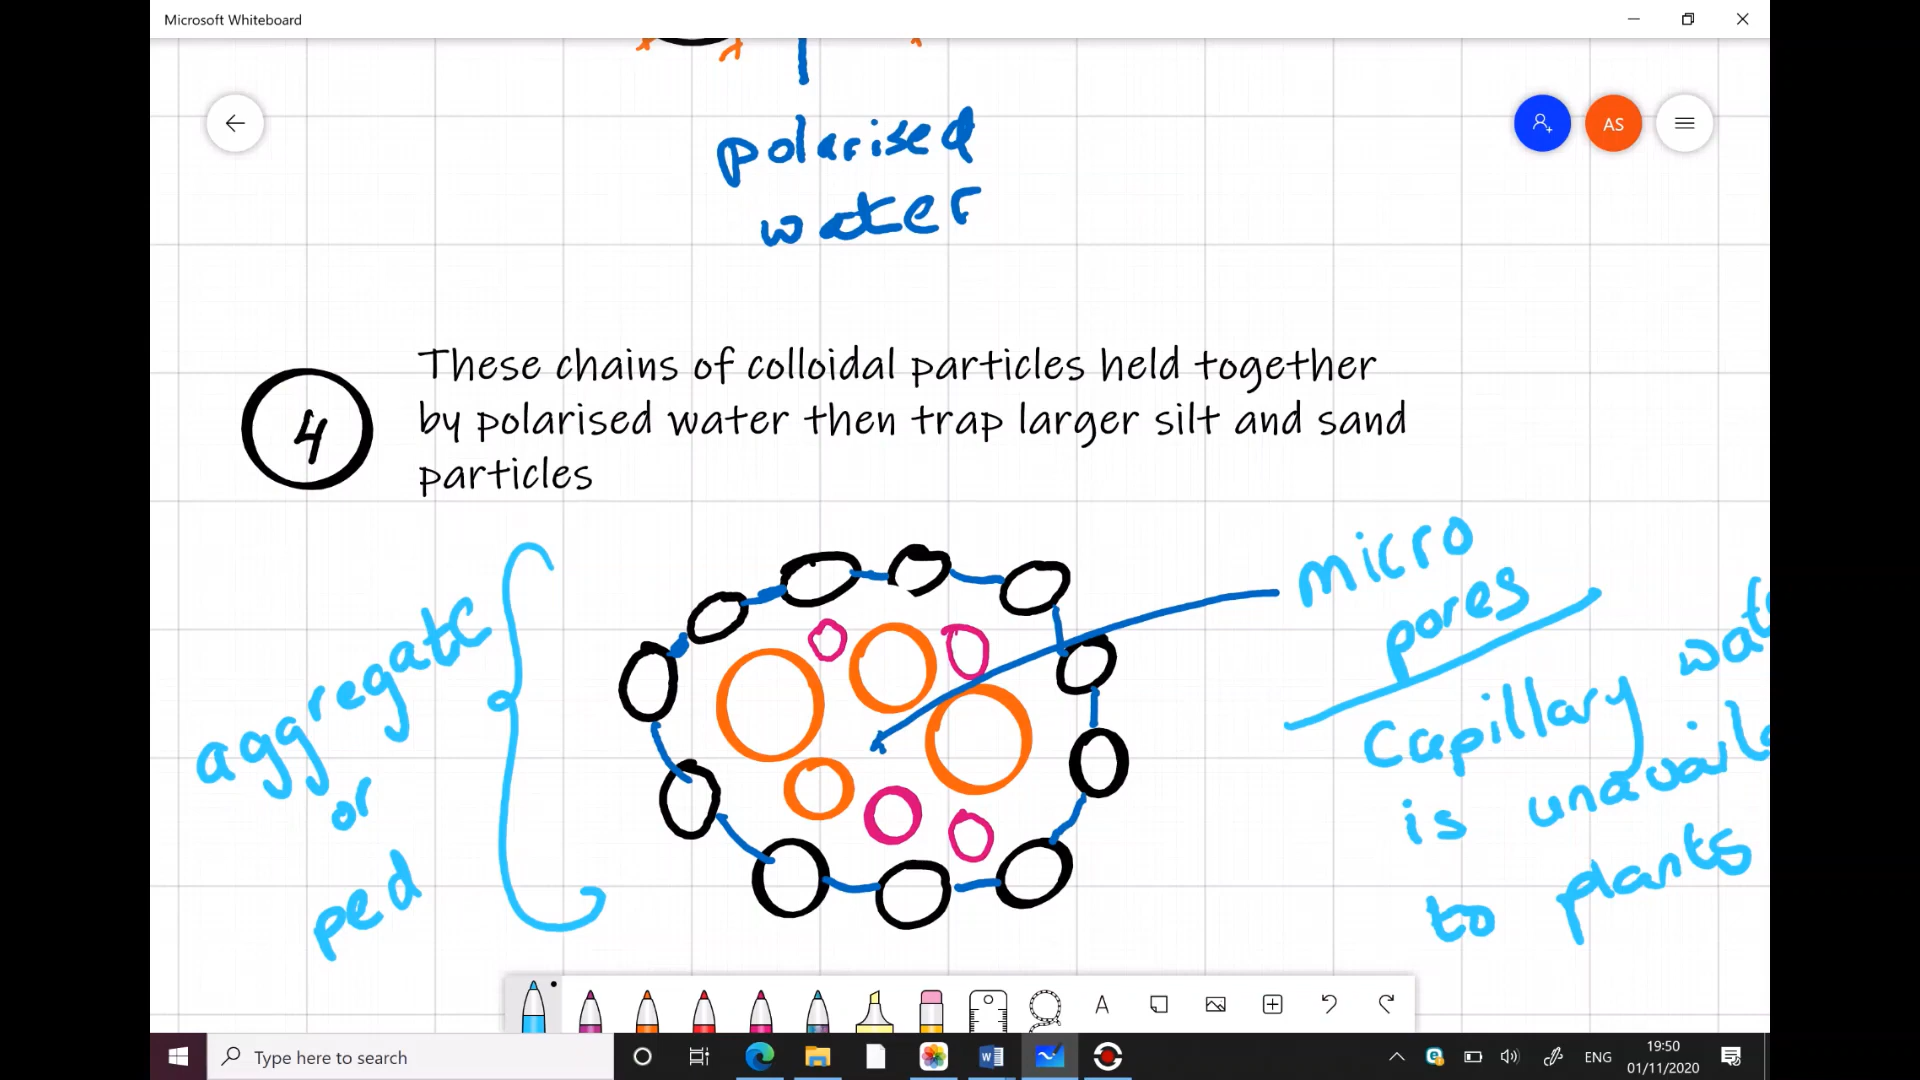 Microsoft Whiteboard
AS
polarised
water
4
These chains of colloidal particles held together
by polarised water then trap larger silt and sand
particles
aggregate
or
ped
micro
pores
Capillary
is
to plants
Type here to search
ENG
19:50
01/11/2020